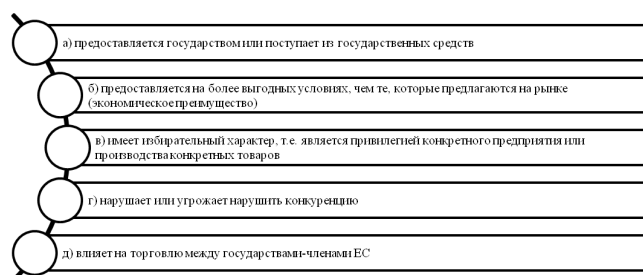 а) предоставляется государством или поступает из государственных средств
б) предоставляется на более выгодных условиях, чем те, которые предлагаются на рынке
(экономическое преимущество)
в) имеет избирательный характер, т.е. является привилегией конкретного предприятия или
производства конкретных товаров
г) нарушает или угрожает нарушить конкуренцию
д) влияет на торговлю между государствами-членами ЕС